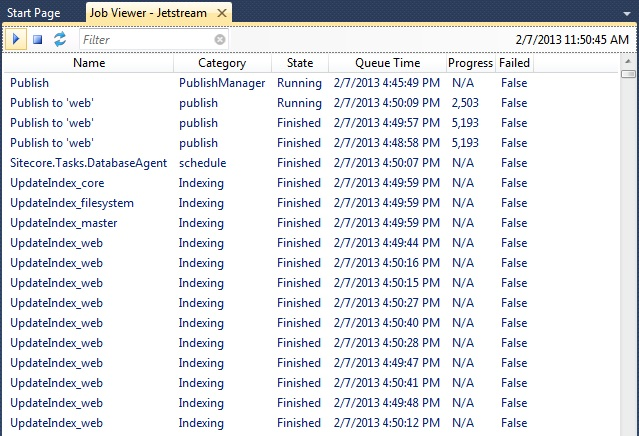 Start Page Job Viewer - Jetstream
Filter 2/7/2013 11:50:45 AM
Name Category State Queue Time Progress Failed
Publish PublishManager Running 2/7/2013 4:45:49 PM N/A False
Publish to 'web' publish Running 2/7/2013 4:50:09 PM 2,503 False
Publish to 'web' publish Finished 2/7/2013 4:49:57 PM 5,193 False
Publish to 'web' publish Finished 2/7/2013 4:48:58 PM 5,193 False
Sitecore.Tasks.DatabaseAgent schedule Finished 2/7/2013 4:50:07 PM N/A False
UpdateIndex_core Indexing Finished 2/7/2013 4:49:59 PM N/A False
UpdateIndex_filesystem Indexing Finished 2/7/2013 4:49:59 PM N/A False
UpdateIndex_master Indexing Finished 2/7/2013 4:49:59 PM N/A False
UpdateIndex_web Indexing Finished 2/7/2013 4:49:44 PM N/A False
UpdateIndex_web Indexing Finished 2/7/2013 4:50:16 PM N/A False
UpdateIndex_web Indexing Finished 2/7/2013 4:50:15 PM N/A False
UpdateIndex_web Indexing Finished 2/7/2013 4:50:27 PM N/A False
UpdateIndex_web Indexing Finished 2/7/2013 4:50:40 PM N/A False
UpdateIndex_web Indexing Finished 2/7/2013 4:50:28 PM N/A False
UpdateIndex_web Indexing Finished 2/7/2013 4:49:47 PM N/A False
UpdateIndex_web Indexing Finished 2/7/2013 4:50:41 PM N/A False
UpdateIndex_web Indexing Finished 2/7/2013 4:49:48 PM N/A False
UpdateIndex_web Indexing Finished 2/7/2013 4:50:12 PM N/A False